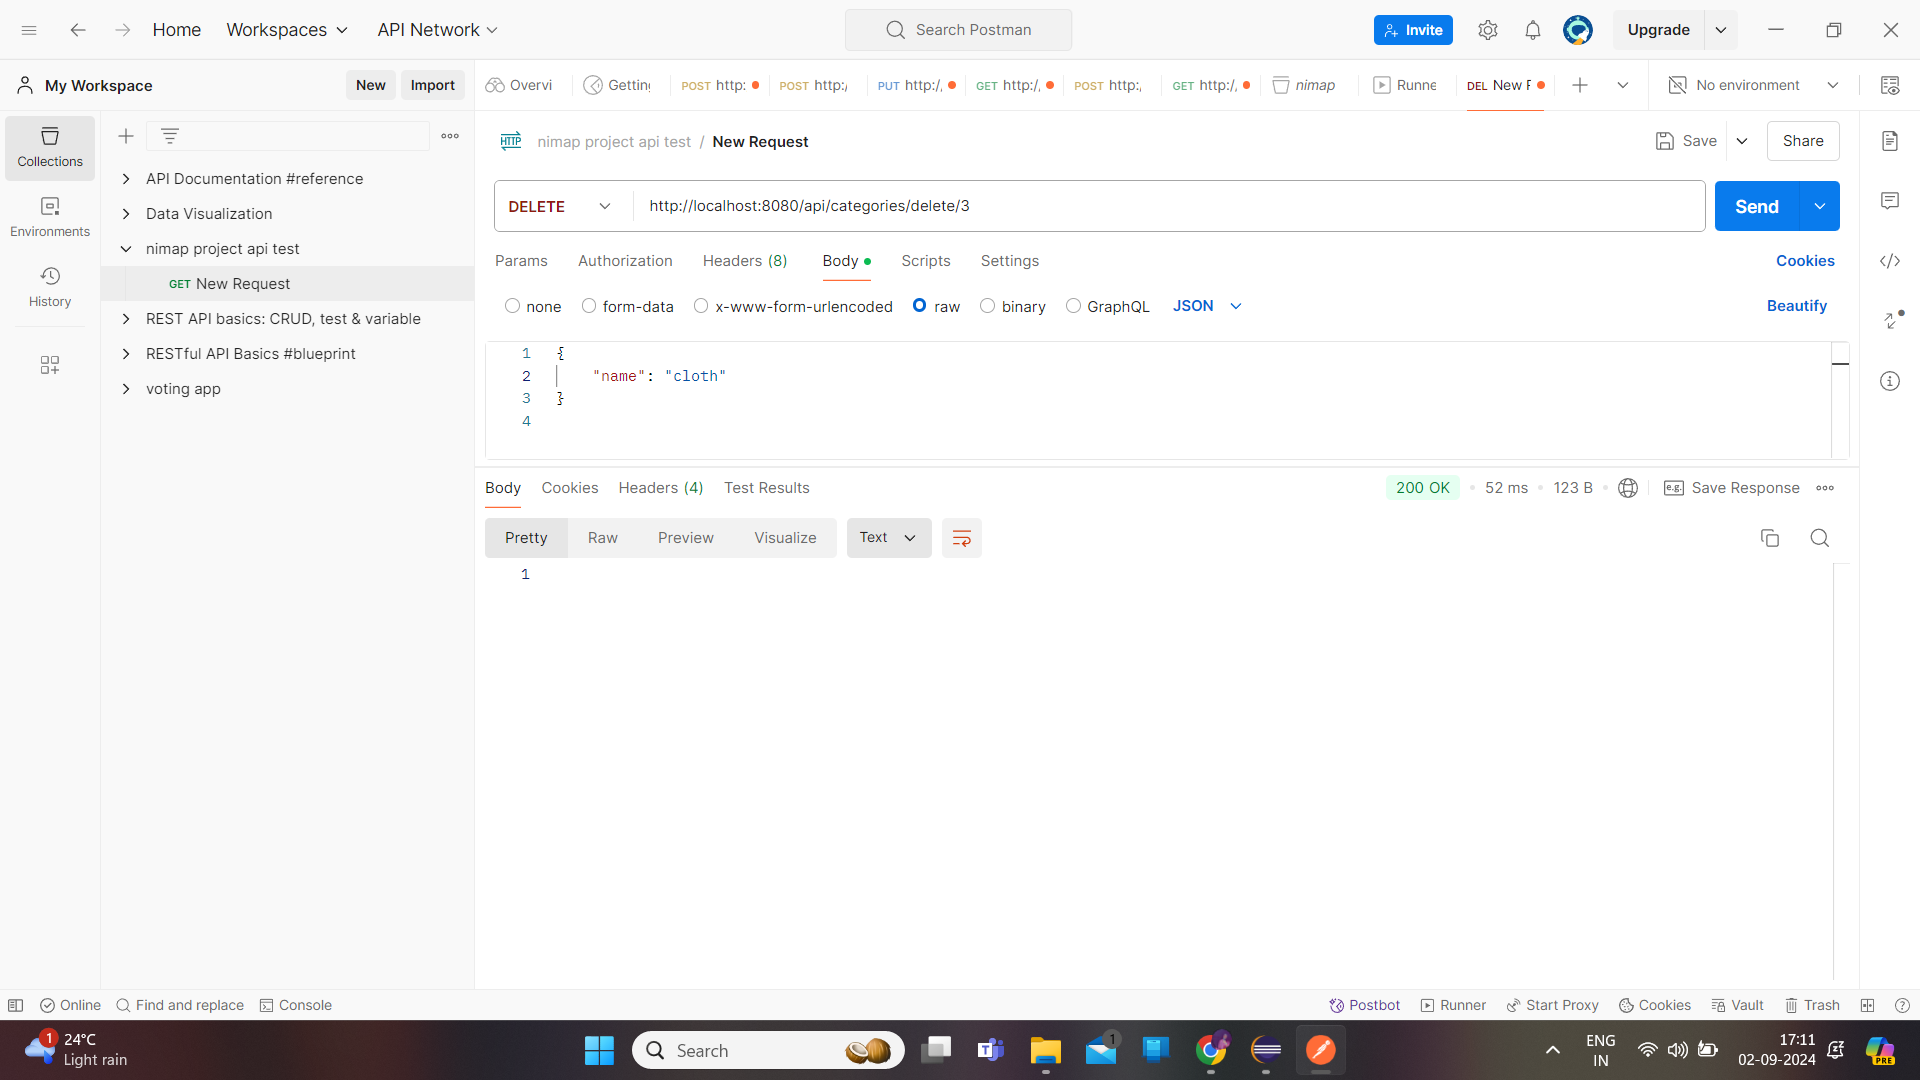 Home Workspaces API Network Search Postman Invite Upgrade
My Workspace New Import Overvi Getting POST http: POST http:/ PUT http:/, GET http:/, POST http:, GET http:/, nimap Runne DEL New R No environment
Collections
Environments
History
API Documentation #reference
Data Visualization
nimap project api test
GET New Request
REST API basics: CRUD, test & variable
RESTful API Basics #blueprint
voting app
HTTP nimap project api test / New Request Save Share
DELETE http://localhost:8080/api/categories/delete/3 Send
Params Authorization Headers (8) Body Scripts Settings Cookies
none form-data x-www-form-urlencoded raw binary GraphQL JSON Beautify
1 {
2 "name": "cloth"
3 }
4
Body Cookies Headers (4) Test Results 200 OK 52 ms 123 B e.g. Save Response
Pretty Raw Preview Visualize Text
1
Online Find and replace Console Postbot Runner Start Proxy Cookies Vault Trash
1 24°C
Light rain
Search
1
ENG
IN
17:11
02-09-2024
PRE